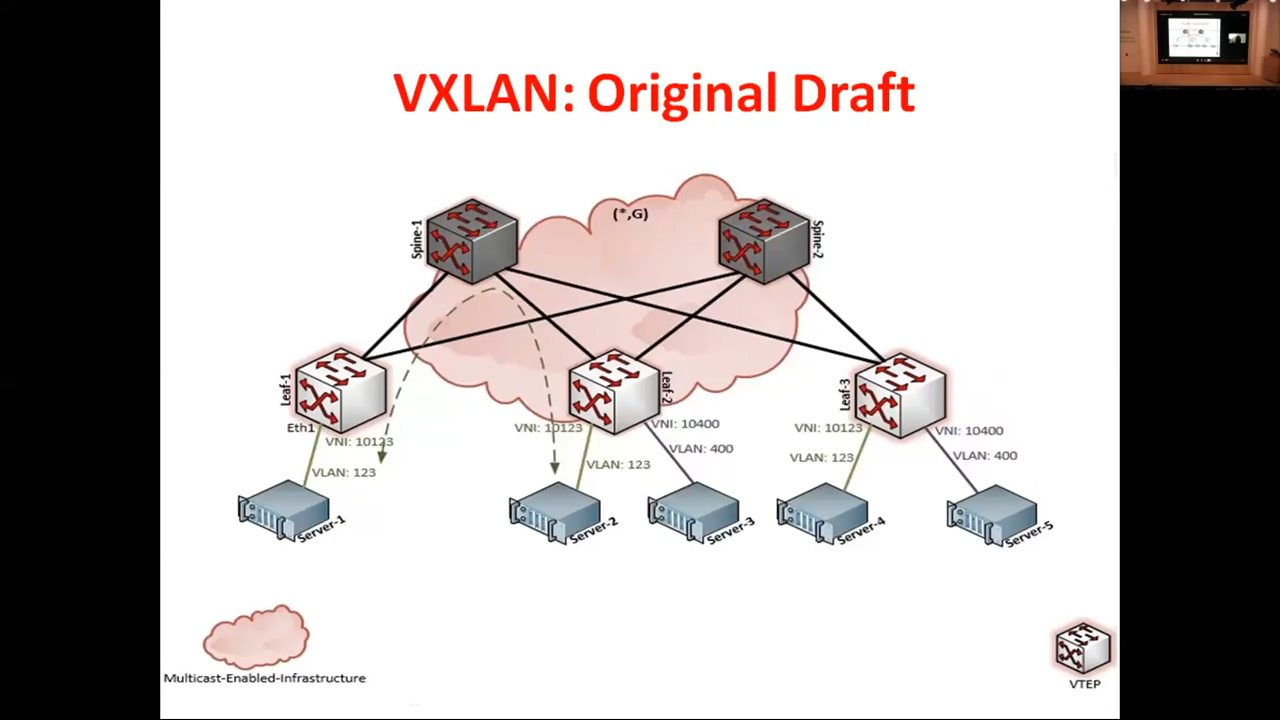 VXLAN: Original Draft
(*,G)
Spine-1
Spine-2
Leaf-1
Leaf-2
Leaf-3
Eth1
VNI: 10123
VLAN: 123
VNI: 10123
VLAN: 123
VNI: 10400
VLAN: 400
VNI: 10123
VLAN: 123
VNI: 10400
VLAN: 400
Server-1
Server-2
Server-3
Server-4
Server-5
Multicast-Enabled-Infrastructure
VTEP